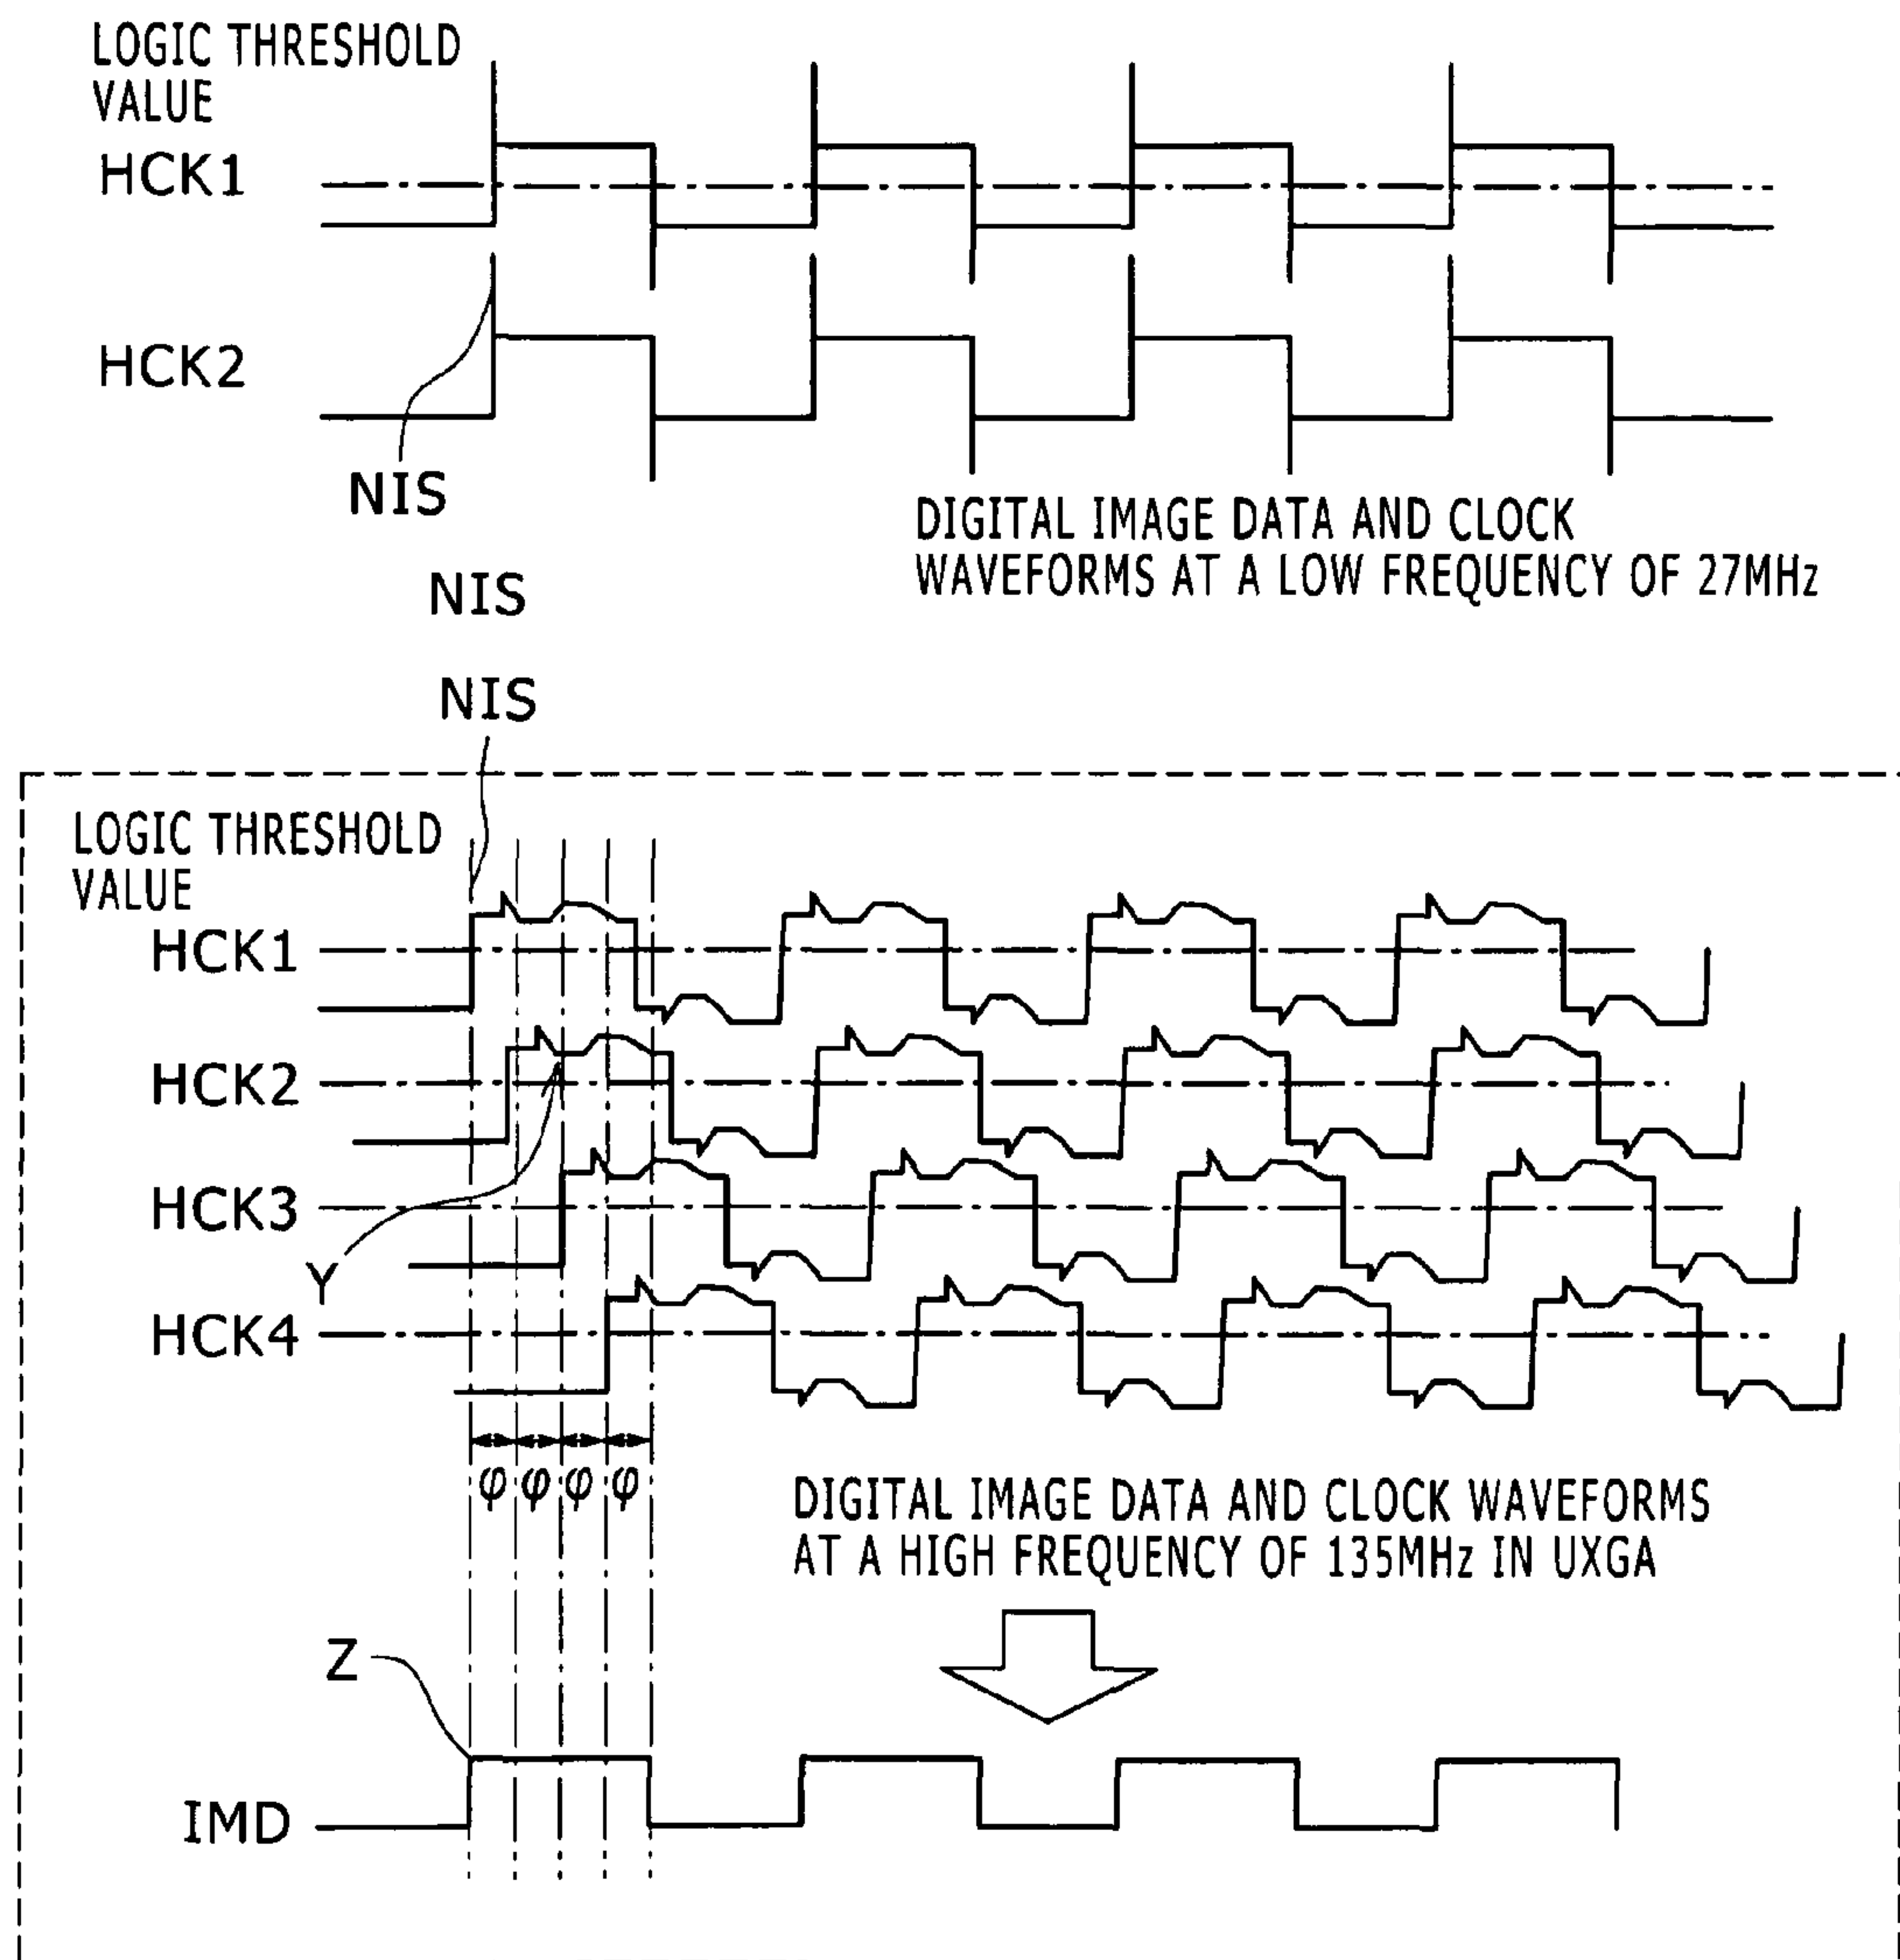 LOGIC THRESHOLD
VALUE
HCK1
HCK2
NIS
DIGITAL IMAGE DATA AND CLOCK
WAVEFORMS AT A LOW FREQUENCY OF 27MHz
NIS
NIS
LOGIC THRESHOLD
VALUE
HCK1
HCK2
HCK3
Y
HCK4
φ φ φ φ
DIGITAL IMAGE DATA AND CLOCK WAVEFORMS
AT A HIGH FREQUENCY OF 135MHz IN UXGA
Z
IMD